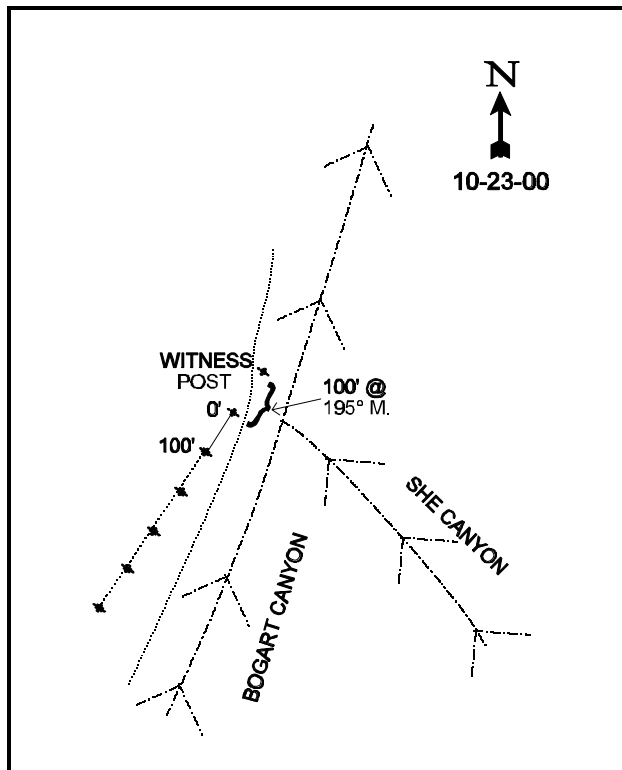 N
10-23-00
WITNESS
POST
0'
100'
100' @
195° M.
SHE CANYON
BOGART CANYON